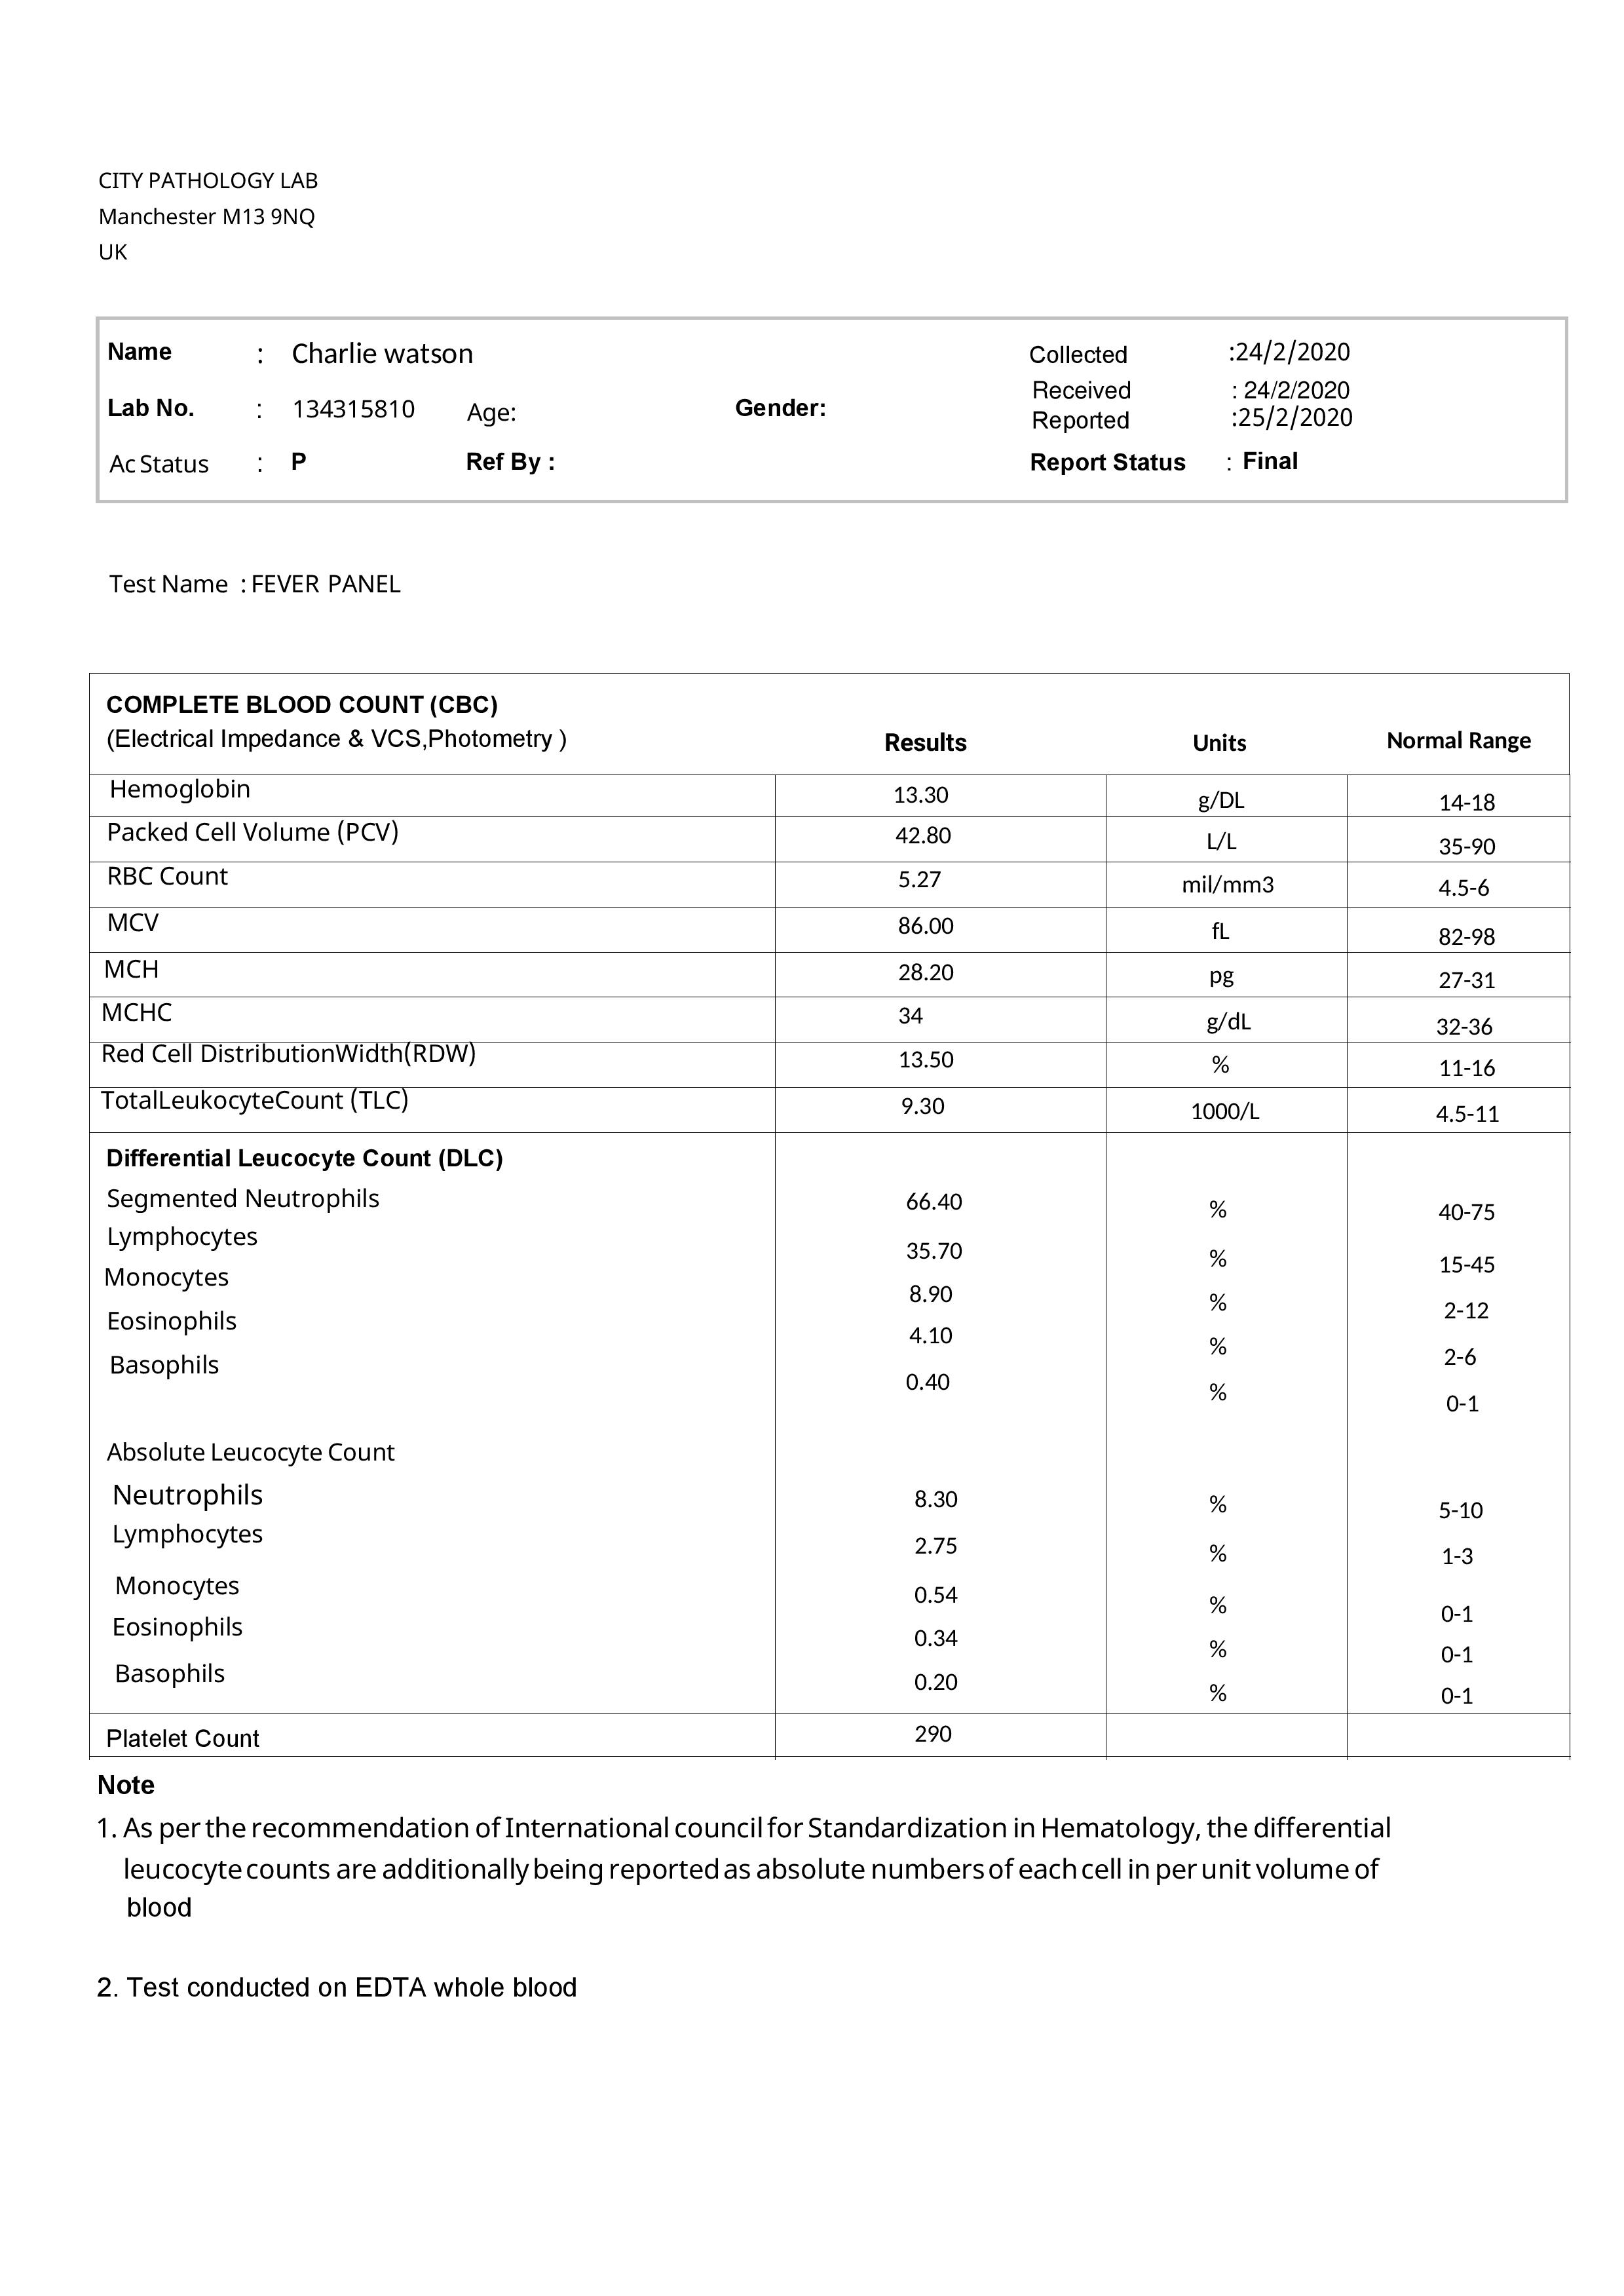 CITY PATHOLOGY LAB
Manchester M13 9NQ
UK
Name : Charlie watson Collected :24/2/2020
Received : 24/2/2020
Lab No. : 134315810 Age: Gender: Reported :25/2/2020
Ac Status : P Ref By : Report Status : Final
Test Name : FEVER PANEL
COMPLETE BLOOD COUNT (CBC)
(Electrical Impedance & VCS,Photometry ) Results Units Normal Range
Hemoglobin 13.30 g/DL 14-18
Packed Cell Volume (PCV) 42.80 L/L 35-90
RBC Count 5.27 mil/mm3 4.5-6
MCV 86.00 fL 82-98
MCH 28.20 pg 27-31
MCHC 34 g/dL 32-36
Red Cell DistributionWidth(RDW) 13.50 % 11-16
TotalLeukocyteCount (TLC) 9.30 1000/L 4.5-11
Differential Leucocyte Count (DLC)
Segmented Neutrophils 66.40 % 40-75
Lymphocytes 35.70 % 15-45
Monocytes 8.90 % 2-12
Eosinophils 4.10 % 2-6
Basophils 0.40 % 0-1
Absolute Leucocyte Count
Neutrophils 8.30 % 5-10
Lymphocytes 2.75 % 1-3
Monocytes 0.54 % 0-1
Eosinophils 0.34 % 0-1
Basophils 0.20 % 0-1
Platelet Count 290
Note
1. As per the recommendation of International council for Standardization in Hematology, the differential
leucocyte counts are additionally being reported as absolute numbers of each cell in per unit volume of
blood
2. Test conducted on EDTA whole blood